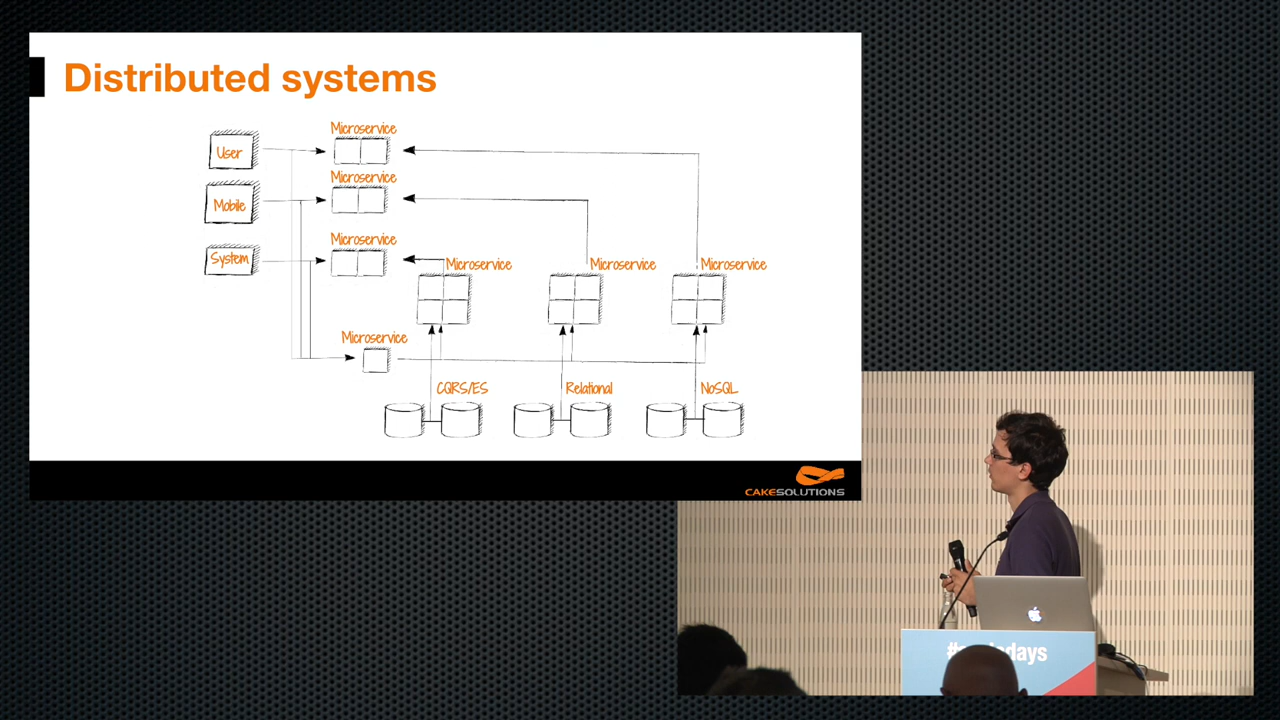 Distributed systems
Microservice
User
Microservice
Mobile
Microservice
System
Microservice
Microservice
Microservice
Microservice
CQRS/ES
Relational
NoSQL
CAKESOLUTIONS